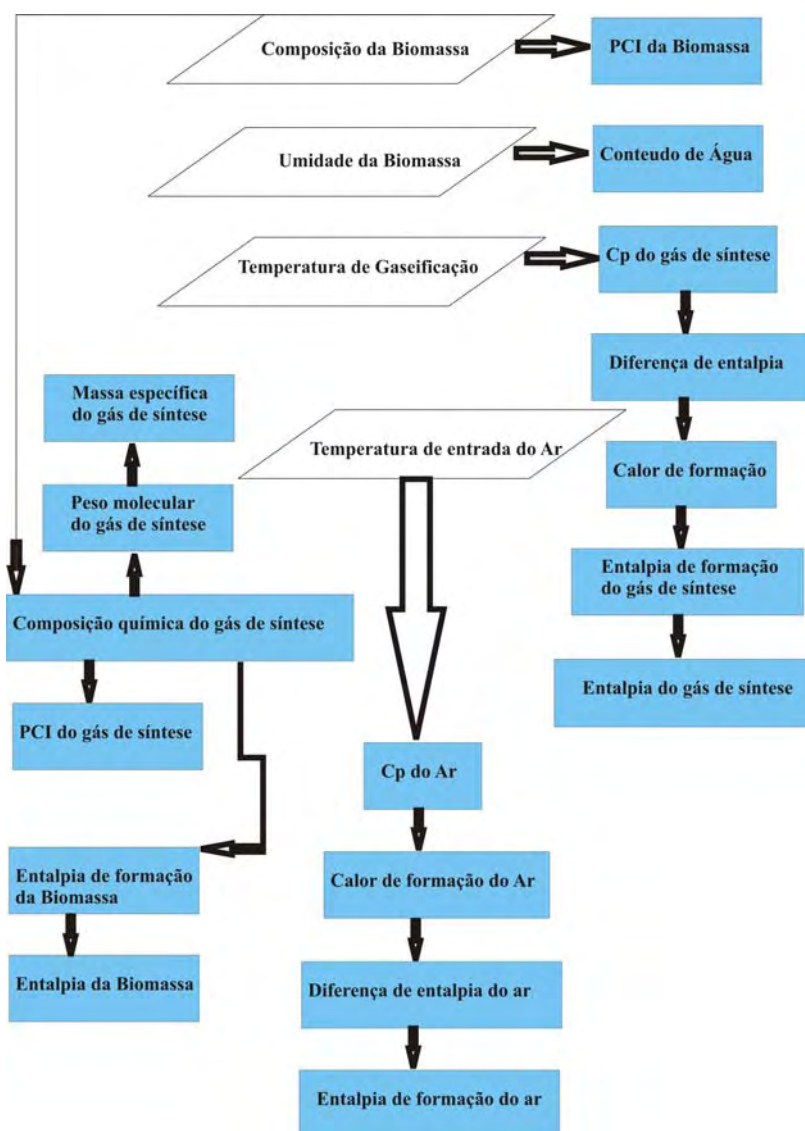 Composição da Biomassa
PCI da Biomassa
Umidade da Biomassa
Conteudo de Água
Temperatura de Gaseificação
Cp do gás de síntese
Diferença de entalpia
Massa específica
do gás de síntese
Temperatura de entrada do Ar
Calor de formação
Peso molecular
do gás de síntese
Entalpia de formação
do gás de síntese
Composição química do gás de síntese
Entalpia do gás de síntese
PCI do gás de síntese
Cp do Ar
Entalpia de formação
da Biomassa
Calor de formação do Ar
Entalpia da Biomassa
Diferença de entalpia do ar
Entalpia de formação do ar